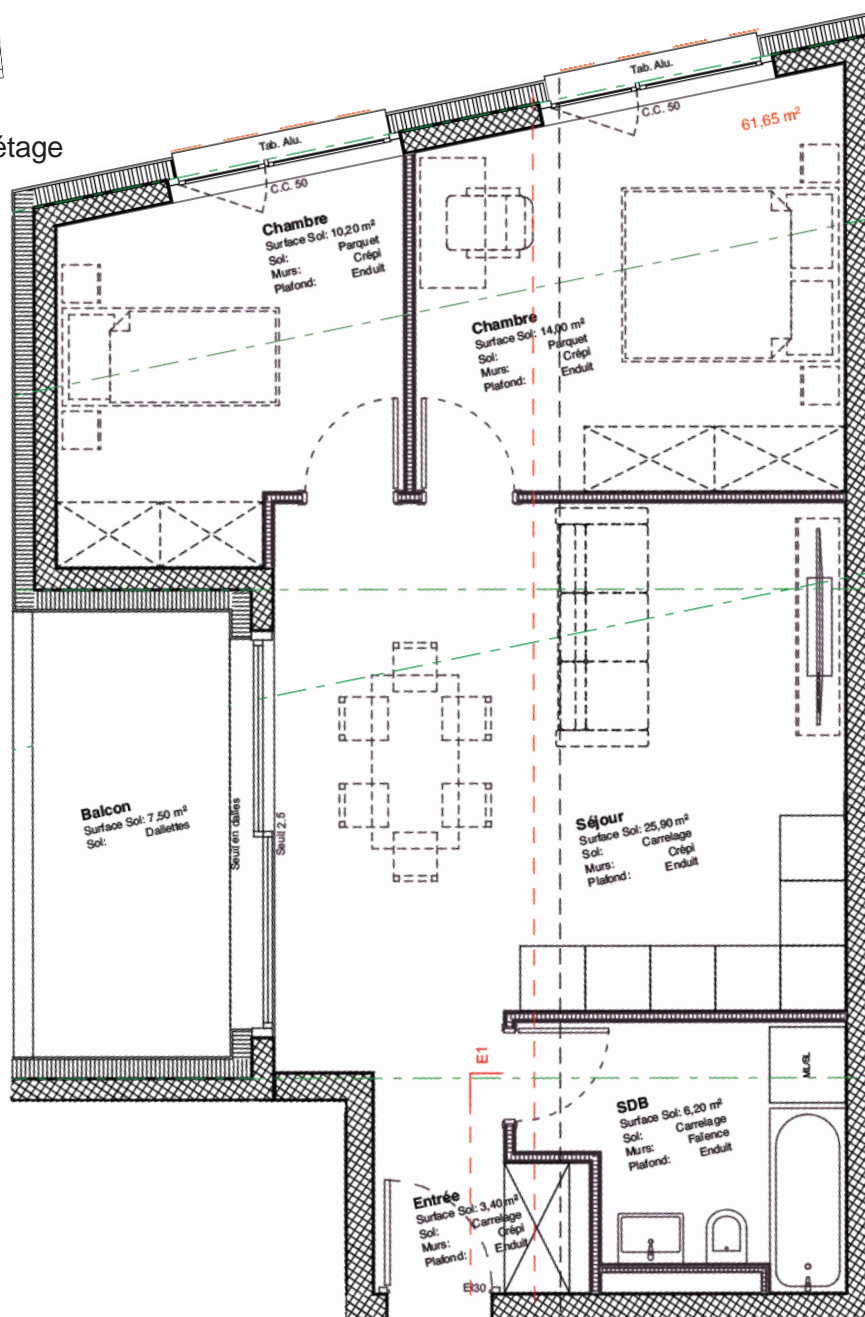 étage
Tab. Alu.
C.C. 50
Tab. Alu.
C.C. 50
61,65 m²
Chambre
Surface Sol: 10,20 m²
Sol: Parquet
Murs: Crépi
Plafond: Enduit
Chambre
Surface Sol: 14,00 m²
Sol: Parquet
Murs: Crépi
Plafond: Enduit
Balcon
Surface Sol: 7,50 m²
Sol: Dallettes
Seuil en dalles
Seuil 2.5
Séjour
Surface Sol: 25,90 m²
Sol: Carrelage
Murs: Crépi
Plafond: Enduit
E1
SDB
Surface Sol: 6,20 m²
Sol: Carrelage
Murs: Faïence
Plafond: Enduit
ML/SL
Entrée
Surface Sol: 3,40 m²
Sol: Carrelage
Murs: Crépi
Plafond: Enduit
EI30